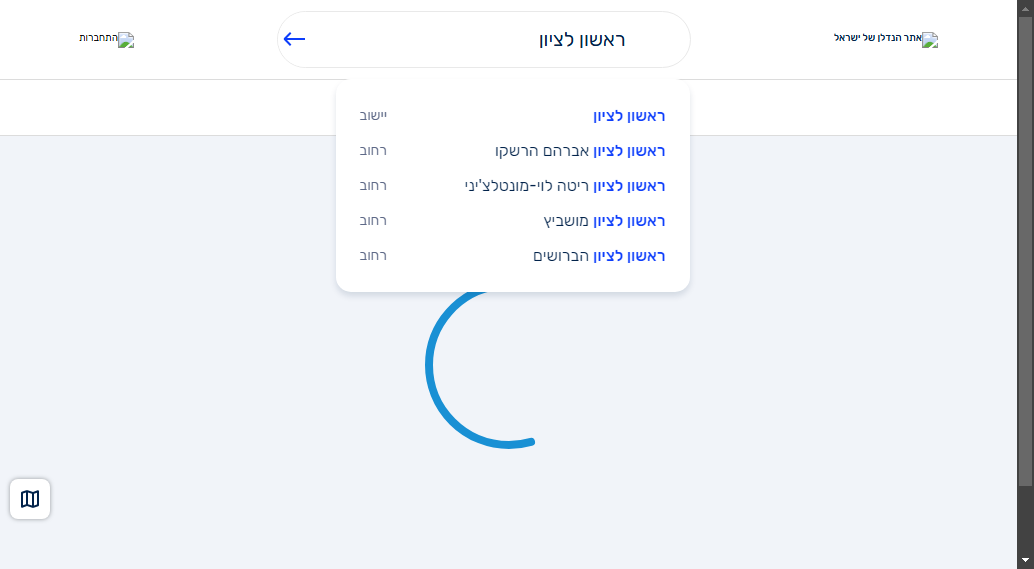 אתר הנדלן של ישראל
ראשון לציון
התחברות
ראשון לציון יישוב
ראשון לציון אברהם הרשקו רחוב
ראשון לציון ריטה לוי-מונטלצ'יני רחוב
ראשון לציון מושביץ רחוב
ראשון לציון הברושים רחוב